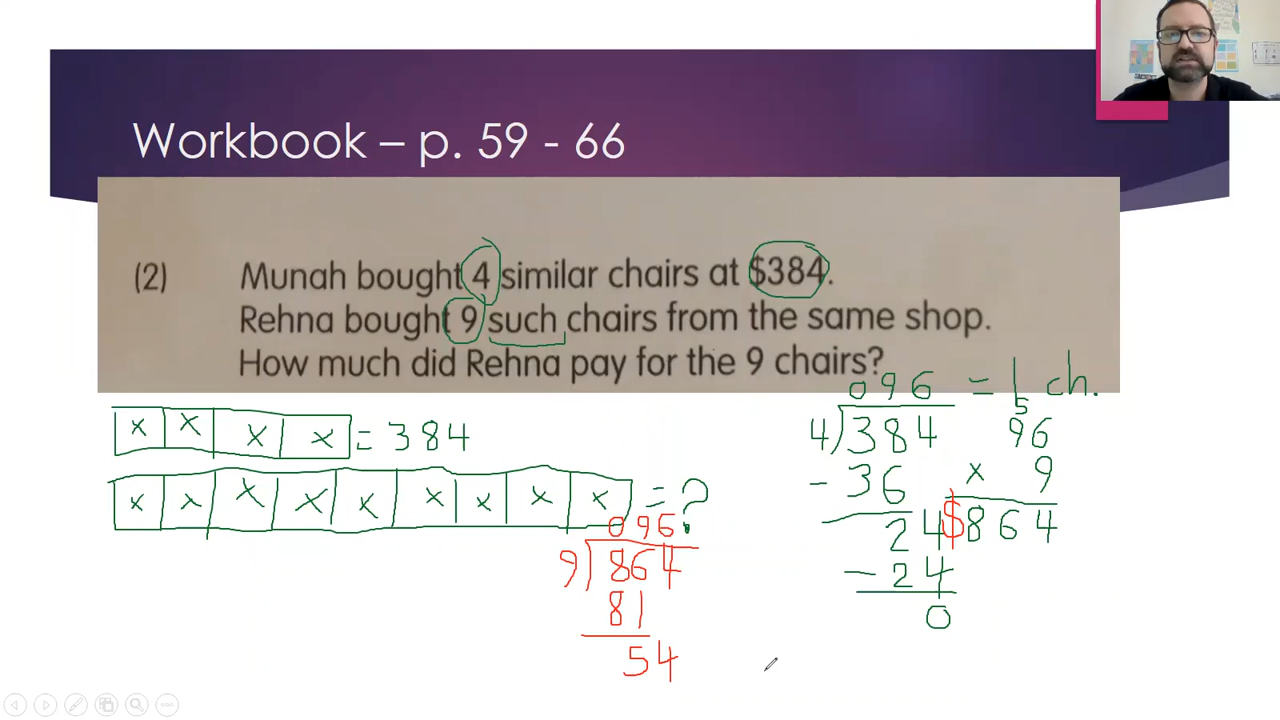 Workbook – p. 59 - 66
(2) Munah bought 4 similar chairs at $384.
Rehna bought 9 such chairs from the same shop.
How much did Rehna pay for the 9 chairs?
x x x x = 384
x x x x x x x x x = ?
096
9)864
81
54
096 = 1 ch.
4)384
- 36
24
- 24
0
5
96
x 9
$864